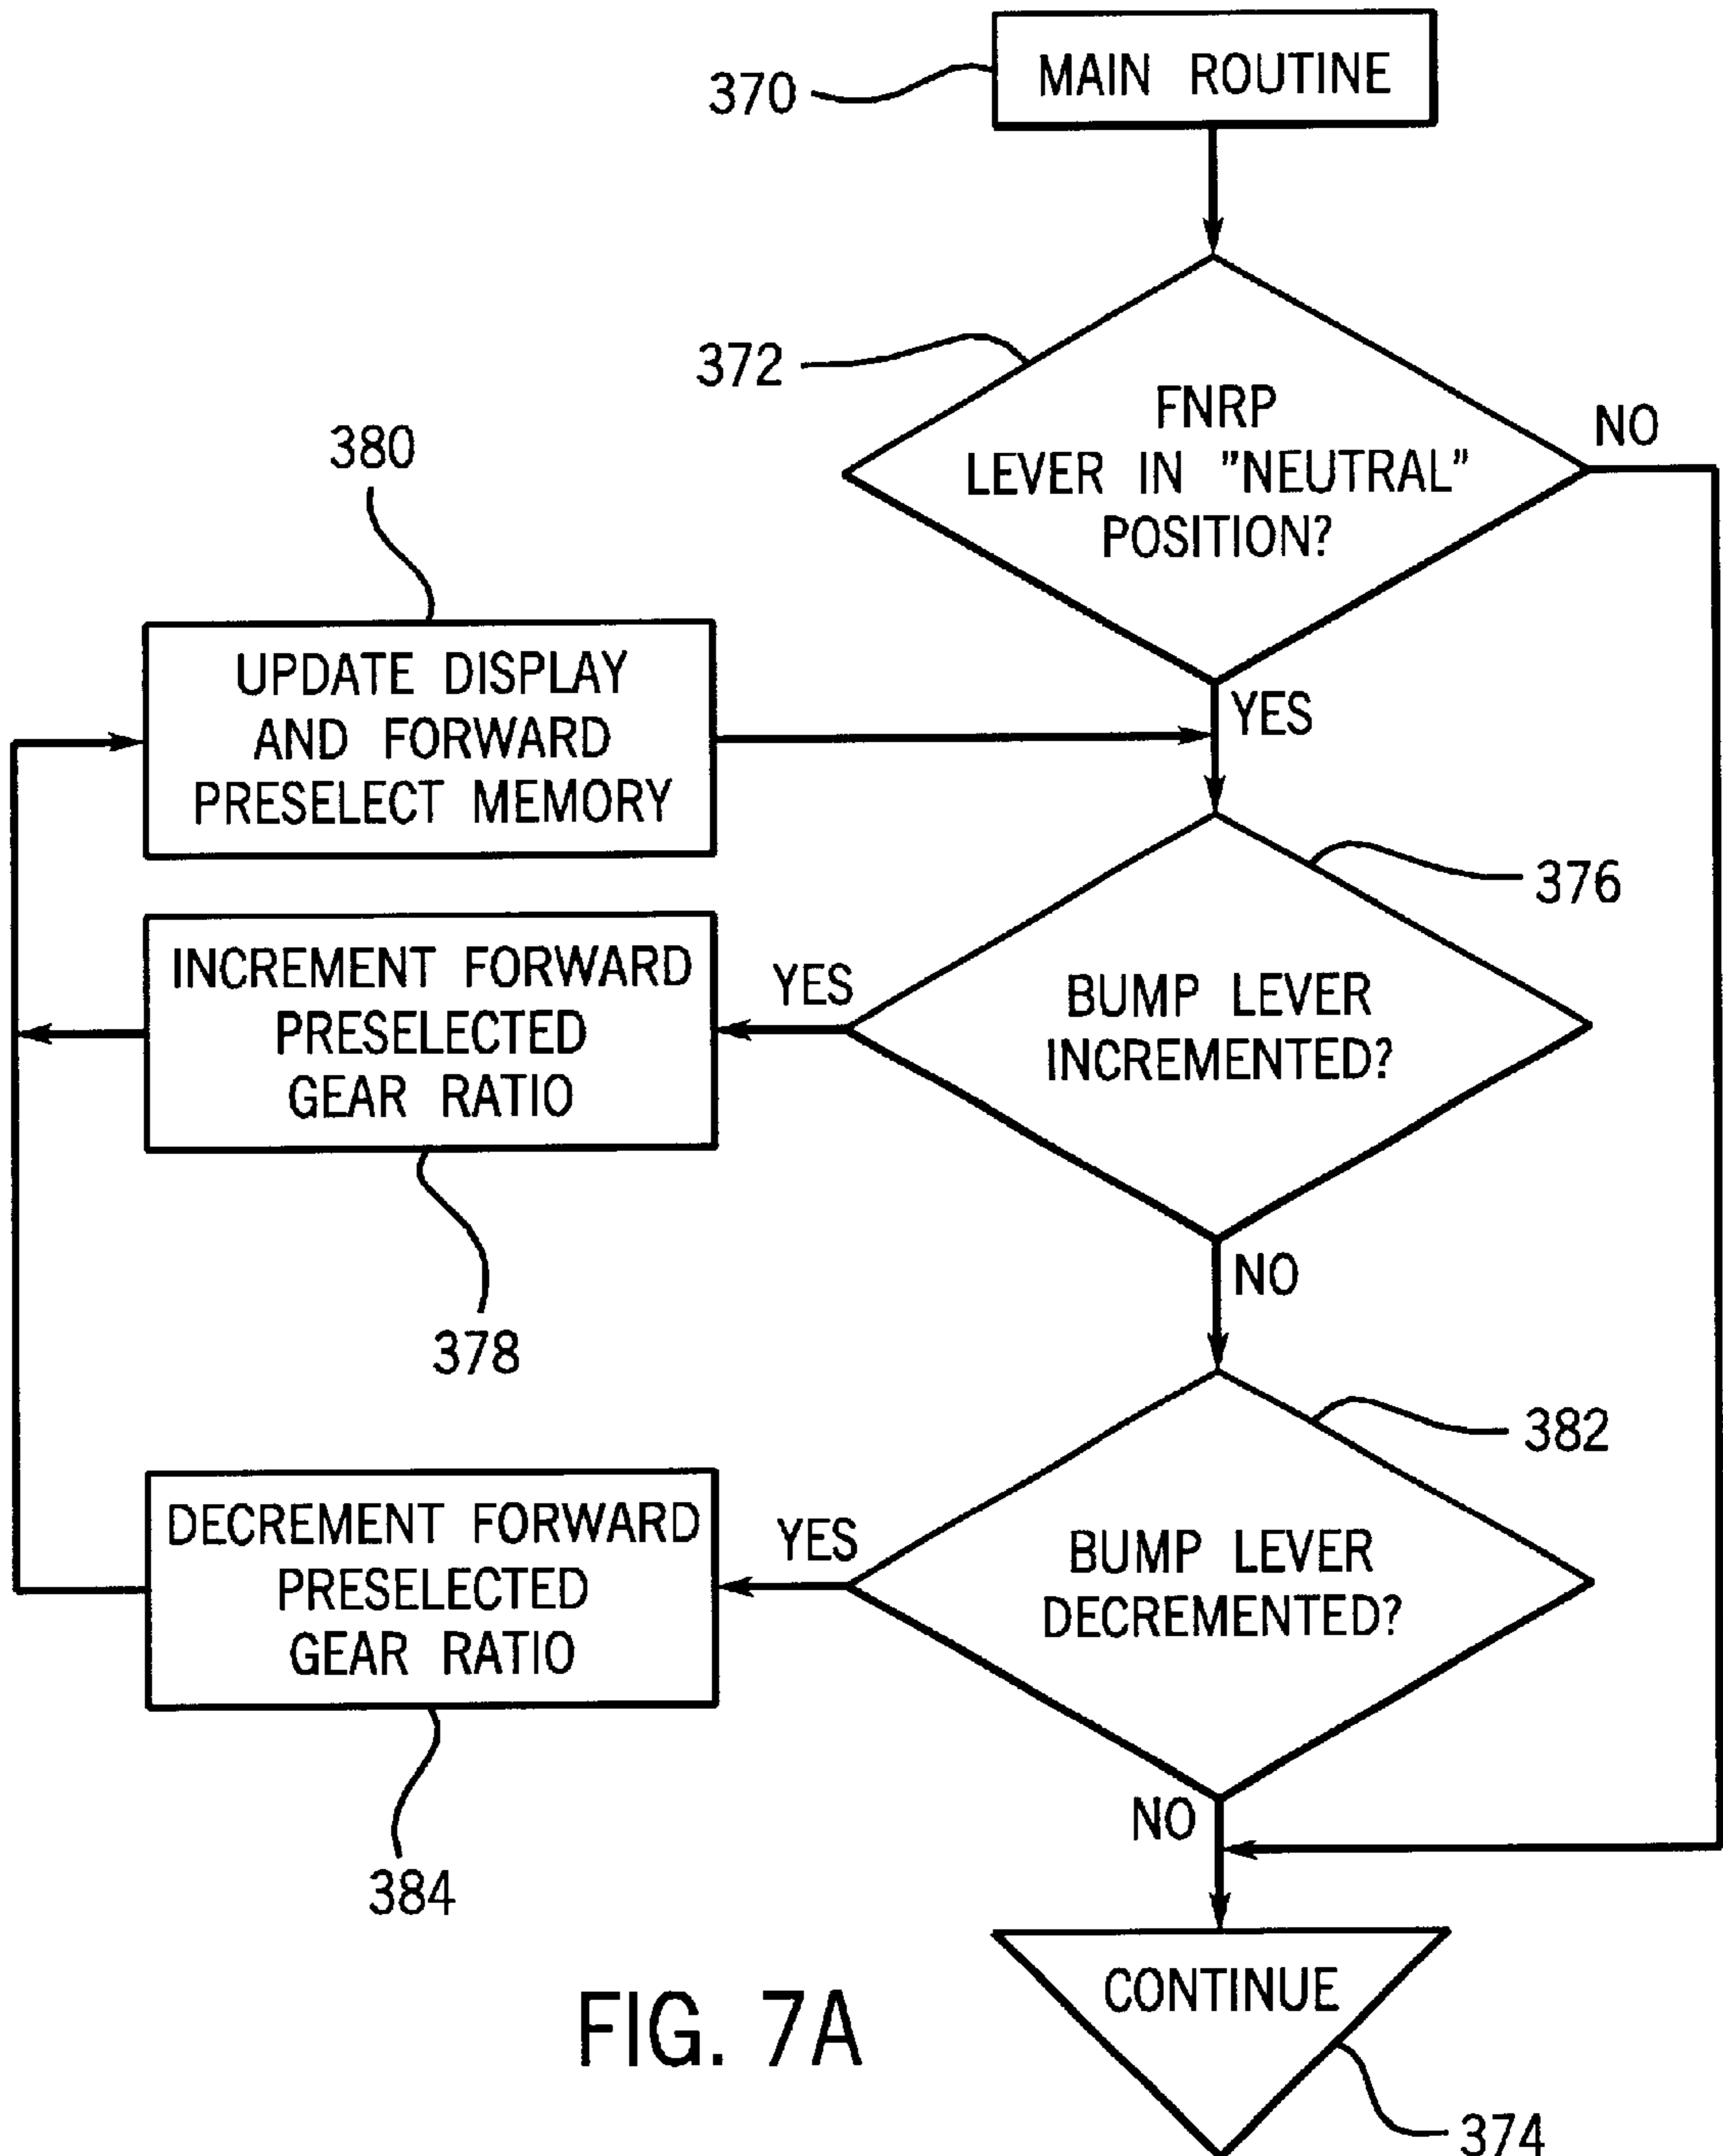 MAIN ROUTINE
370
372
FNRP
LEVER IN "NEUTRAL"
POSITION?
NO
YES
380
UPDATE DISPLAY
AND FORWARD
PRESELECT MEMORY
376
BUMP LEVER
INCREMENTED?
YES
INCREMENT FORWARD
PRESELECTED
GEAR RATIO
378
NO
382
BUMP LEVER
DECREMENTED?
YES
DECREMENT FORWARD
PRESELECTED
GEAR RATIO
384
NO
CONTINUE
374
FIG. 7A